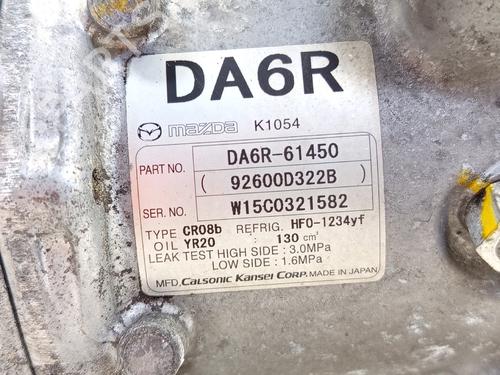 DA6R
mazda K1054
PART NO. DA6R-61450
( 92600D322B )
SER. NO. W15C0321582
TYPE CR08b REFRIG. HFO-1234yf
OIL YR20 : 130 cm³
LEAK TEST HIGH SIDE : 3.0MPa
LOW SIDE : 1.6MPa
MFD. CALSONIC KANSEI CORP. MADE IN JAPAN